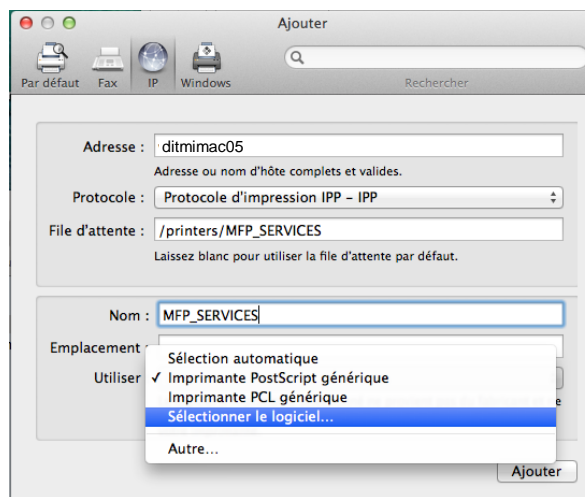 Ajouter
Par défaut Fax IP Windows
Rechercher
Adresse : ditmimac05
Adresse ou nom d'hôte complets et valides.
Protocole : Protocole d'impression IPP – IPP
File d'attente : /printers/MFP_SERVICES
Laissez blanc pour utiliser la file d'attente par défaut.
Nom : MFP_SERVICES
Emplacement :
Sélection automatique
Utiliser ✓ Imprimante PostScript générique
Imprimante PCL générique
Sélectionner le logiciel...
Autre...
Ajouter